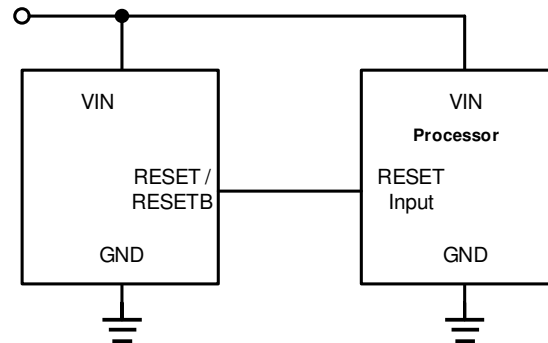 VIN
RESET /
RESETB
GND
VIN
Processor
RESET
Input
GND